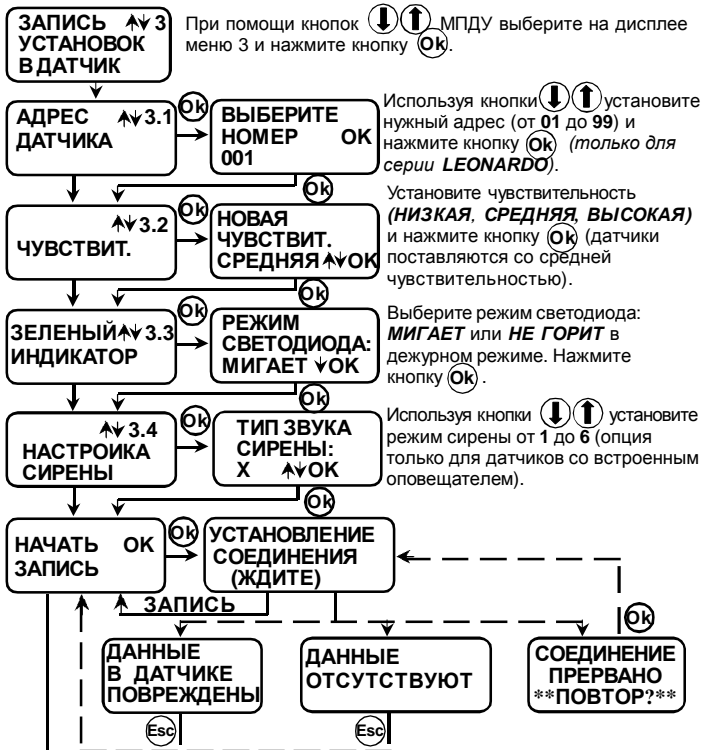 ЗАПИСЬ 3
УСТАНОВОК
В ДАТЧИК
При помощи кнопок МПДУ выберите на дисплее
меню 3 и нажмите кнопку Ok.
АДРЕС 3.1
ДАТЧИКА
Ok
ВЫБЕРИТЕ
НОМЕР OK
001
Используя кнопки установите
нужный адрес (от 01 до 99) и
нажмите кнопку Ok (только для
серии LEONARDO).
Ok
3.2
ЧУВСТВИТ.
Ok
НОВАЯ
ЧУВСТВИТ.
СРЕДНЯЯ OK
Установите чувствительность
(НИЗКАЯ, СРЕДНЯЯ, ВЫСОКАЯ)
и нажмите кнопку Ok (датчики
поставляются со средней
чувствительностью).
Ok
ЗЕЛЕНЫЙ 3.3
ИНДИКАТОР
Ok
РЕЖИМ
СВЕТОДИОДА:
МИГАЕТ OK
Выберите режим светодиода:
МИГАЕТ или НЕ ГОРИТ в
дежурном режиме. Нажмите
кнопку Ok .
Ok
3.4
НАСТРОИКА
СИРЕНЫ
Ok
ТИП ЗВУКА
СИРЕНЫ:
X OK
Используя кнопки установите
режим сирены от 1 до 6 (опция
только для датчиков со встроенным
оповещателем).
Ok
НАЧАТЬ OK
ЗАПИСЬ
Ok
УСТАНОВЛЕНИЕ
СОЕДИНЕНИЯ
(ЖДИТЕ)
ЗАПИСЬ
Ok
ДАННЫЕ
В ДАТЧИКЕ
ПОВРЕЖДЕНЫ
ДАННЫЕ
ОТСУТСТВУЮТ
СОЕДИНЕНИЕ
ПРЕРВАНО
**ПОВТОР?**
Esc
Esc